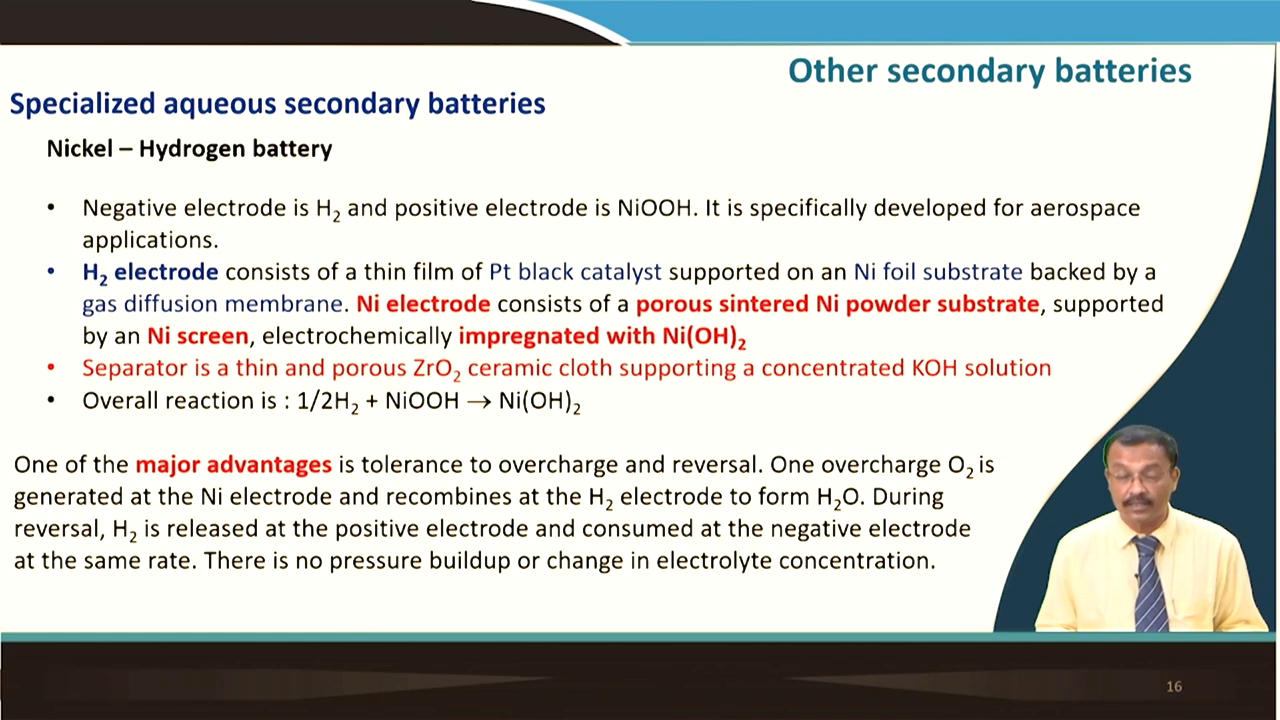 Other secondary batteries
Specialized aqueous secondary batteries
Nickel – Hydrogen battery
• Negative electrode is H₂ and positive electrode is NiOOH. It is specifically developed for aerospace
applications.
• H₂ electrode consists of a thin film of Pt black catalyst supported on an Ni foil substrate backed by a
gas diffusion membrane. Ni electrode consists of a porous sintered Ni powder substrate, supported
by an Ni screen, electrochemically impregnated with Ni(OH)₂
• Separator is a thin and porous ZrO₂ ceramic cloth supporting a concentrated KOH solution
• Overall reaction is : 1/2H₂ + NiOOH → Ni(OH)₂
One of the major advantages is tolerance to overcharge and reversal. One overcharge O₂ is
generated at the Ni electrode and recombines at the H₂ electrode to form H₂O. During
reversal, H₂ is released at the positive electrode and consumed at the negative electrode
at the same rate. There is no pressure buildup or change in electrolyte concentration.
16